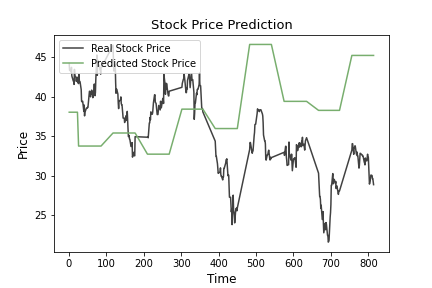 Stock Price Prediction
Real Stock Price
Predicted Stock Price
Price
45
40
35
30
25
0 100 200 300 400 500 600 700 800
Time